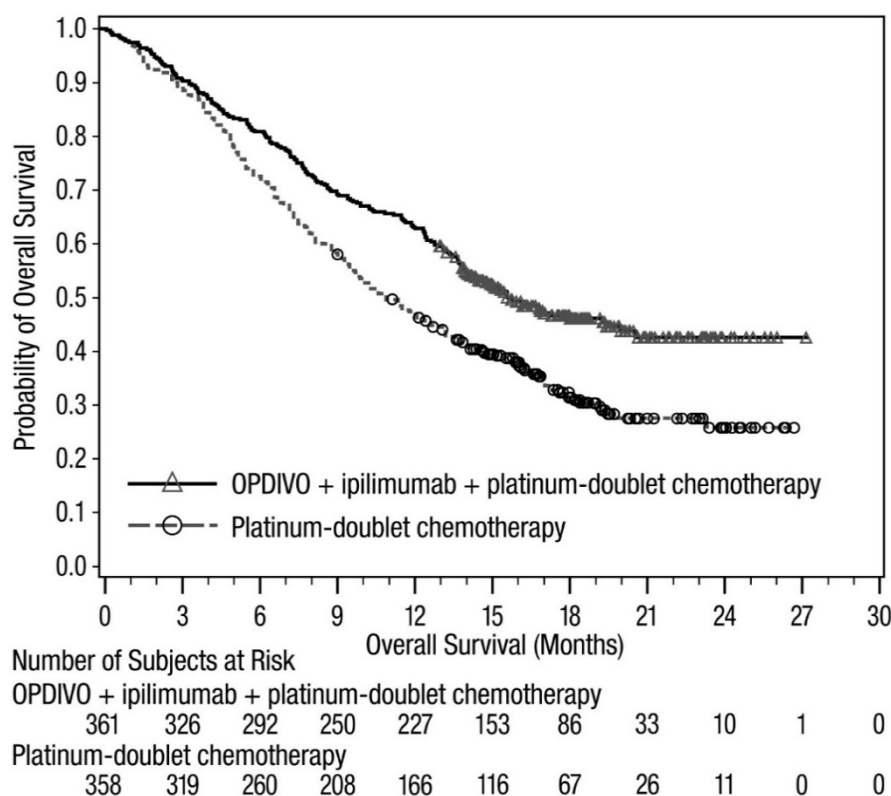 Probability of Overall Survival
1.0
0.9
0.8
0.7
0.6
0.5
0.4
0.3
0.2
0.1
0.0
OPDIVO + ipilimumab + platinum-doublet chemotherapy
Platinum-doublet chemotherapy
0 3 6 9 12 15 18 21 24 27 30
Overall Survival (Months)
Number of Subjects at Risk
OPDIVO + ipilimumab + platinum-doublet chemotherapy
361 326 292 250 227 153 86 33 10 1 0
Platinum-doublet chemotherapy
358 319 260 208 166 116 67 26 11 0 0